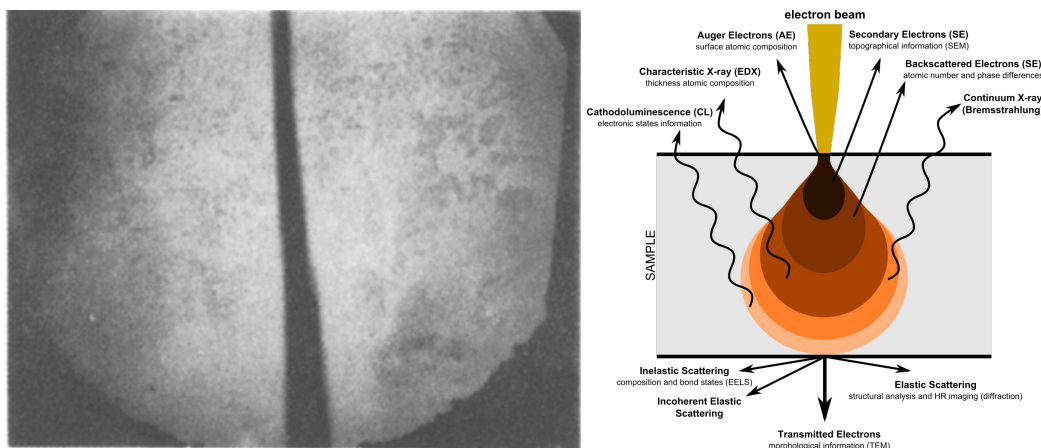 electron beam
Auger Electrons (AE)
surface atomic composition
Secondary Electrons (SE)
topographical information (SEM)
Characteristic X-ray (EDX)
thickness atomic composition
Backscattered Electrons (SE)
atomic number and phase differences
Cathodoluminescence (CL)
electronic states information
Continuum X-ray
(Bremsstrahlung)
SAMPLE
Inelastic Scattering
composition and bond states (EELS)
Incoherent Elastic
Scattering
Elastic Scattering
structural analysis and HR imaging (diffraction)
Transmitted Electrons
morphological information (TEM)